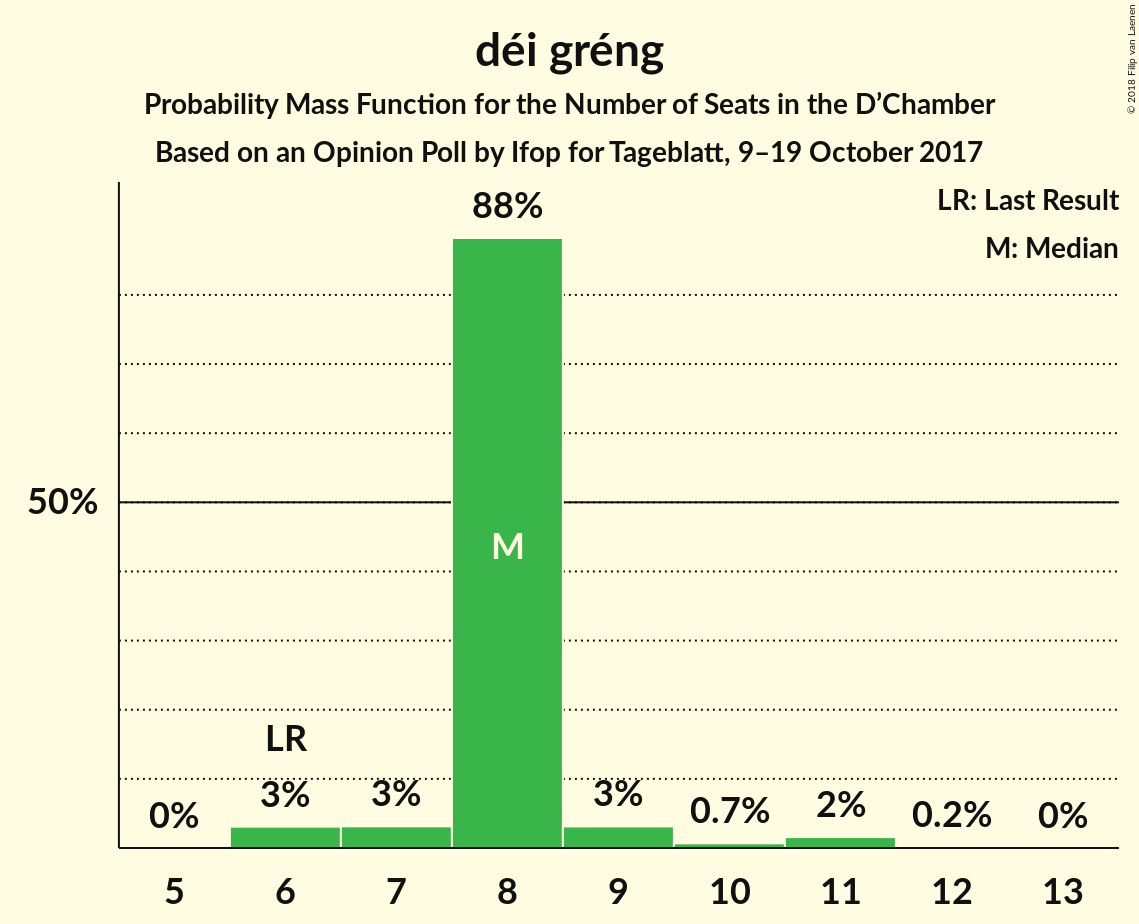 déi gréng
Probability Mass Function for the Number of Seats in the D’Chamber
Based on an Opinion Poll by Ifop for Tageblatt, 9–19 October 2017
© 2018 Filip van Laenen
LR: Last Result
M: Median
88%
50%
M
LR
0% 3% 3% 3% 0.7% 2% 0.2% 0%
5 6 7 8 9 10 11 12 13